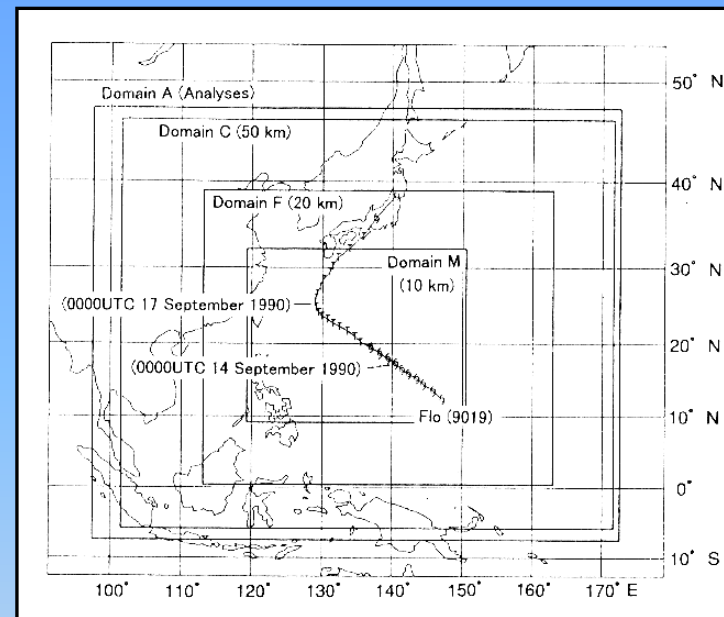 50° N
Domain A (Analyses)
Domain C (50 km)
40° N
Domain F (20 km)
Domain M
(10 km)
30° N
(0000UTC 17 September 1990)
20° N
(0000UTC 14 September 1990)
Flo (9019)
10° N
0°
10° S
100° 110° 120° 130° 140° 150° 160° 170° E